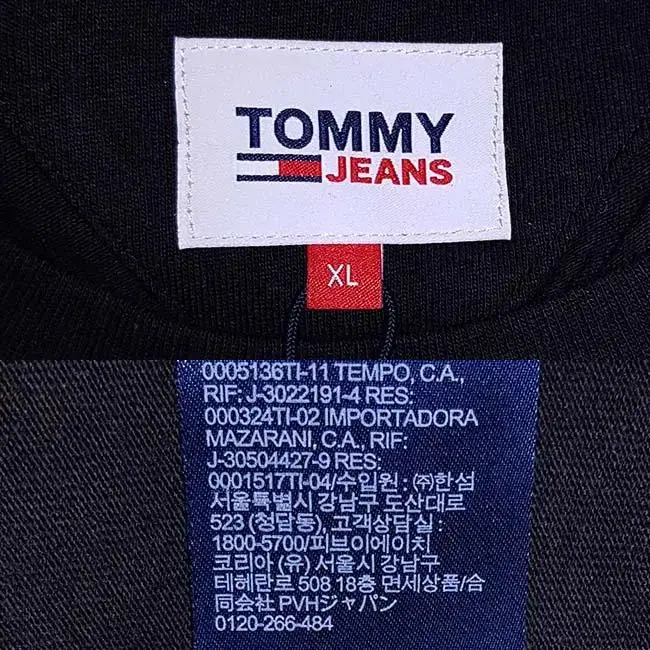 TOMMY
JEANS
XL
0005136TI-11 TEMPO, C.A.,
RIF: J-3022191-4 RES:
000324TI-02 IMPORTADORA
MAZARANI, C.A., RIF:
J-30504427-9 RES:
0001517TI-04/수입원 : ㈜한섬
서울특별시 강남구 도산대로
523 (청담동), 고객상담실 :
1800-5700/피브이에이치
코리아 (유) 서울시 강남구
테헤란로 508 18층 면세상품/合
同会社 PVHジャパン
0120-266-484